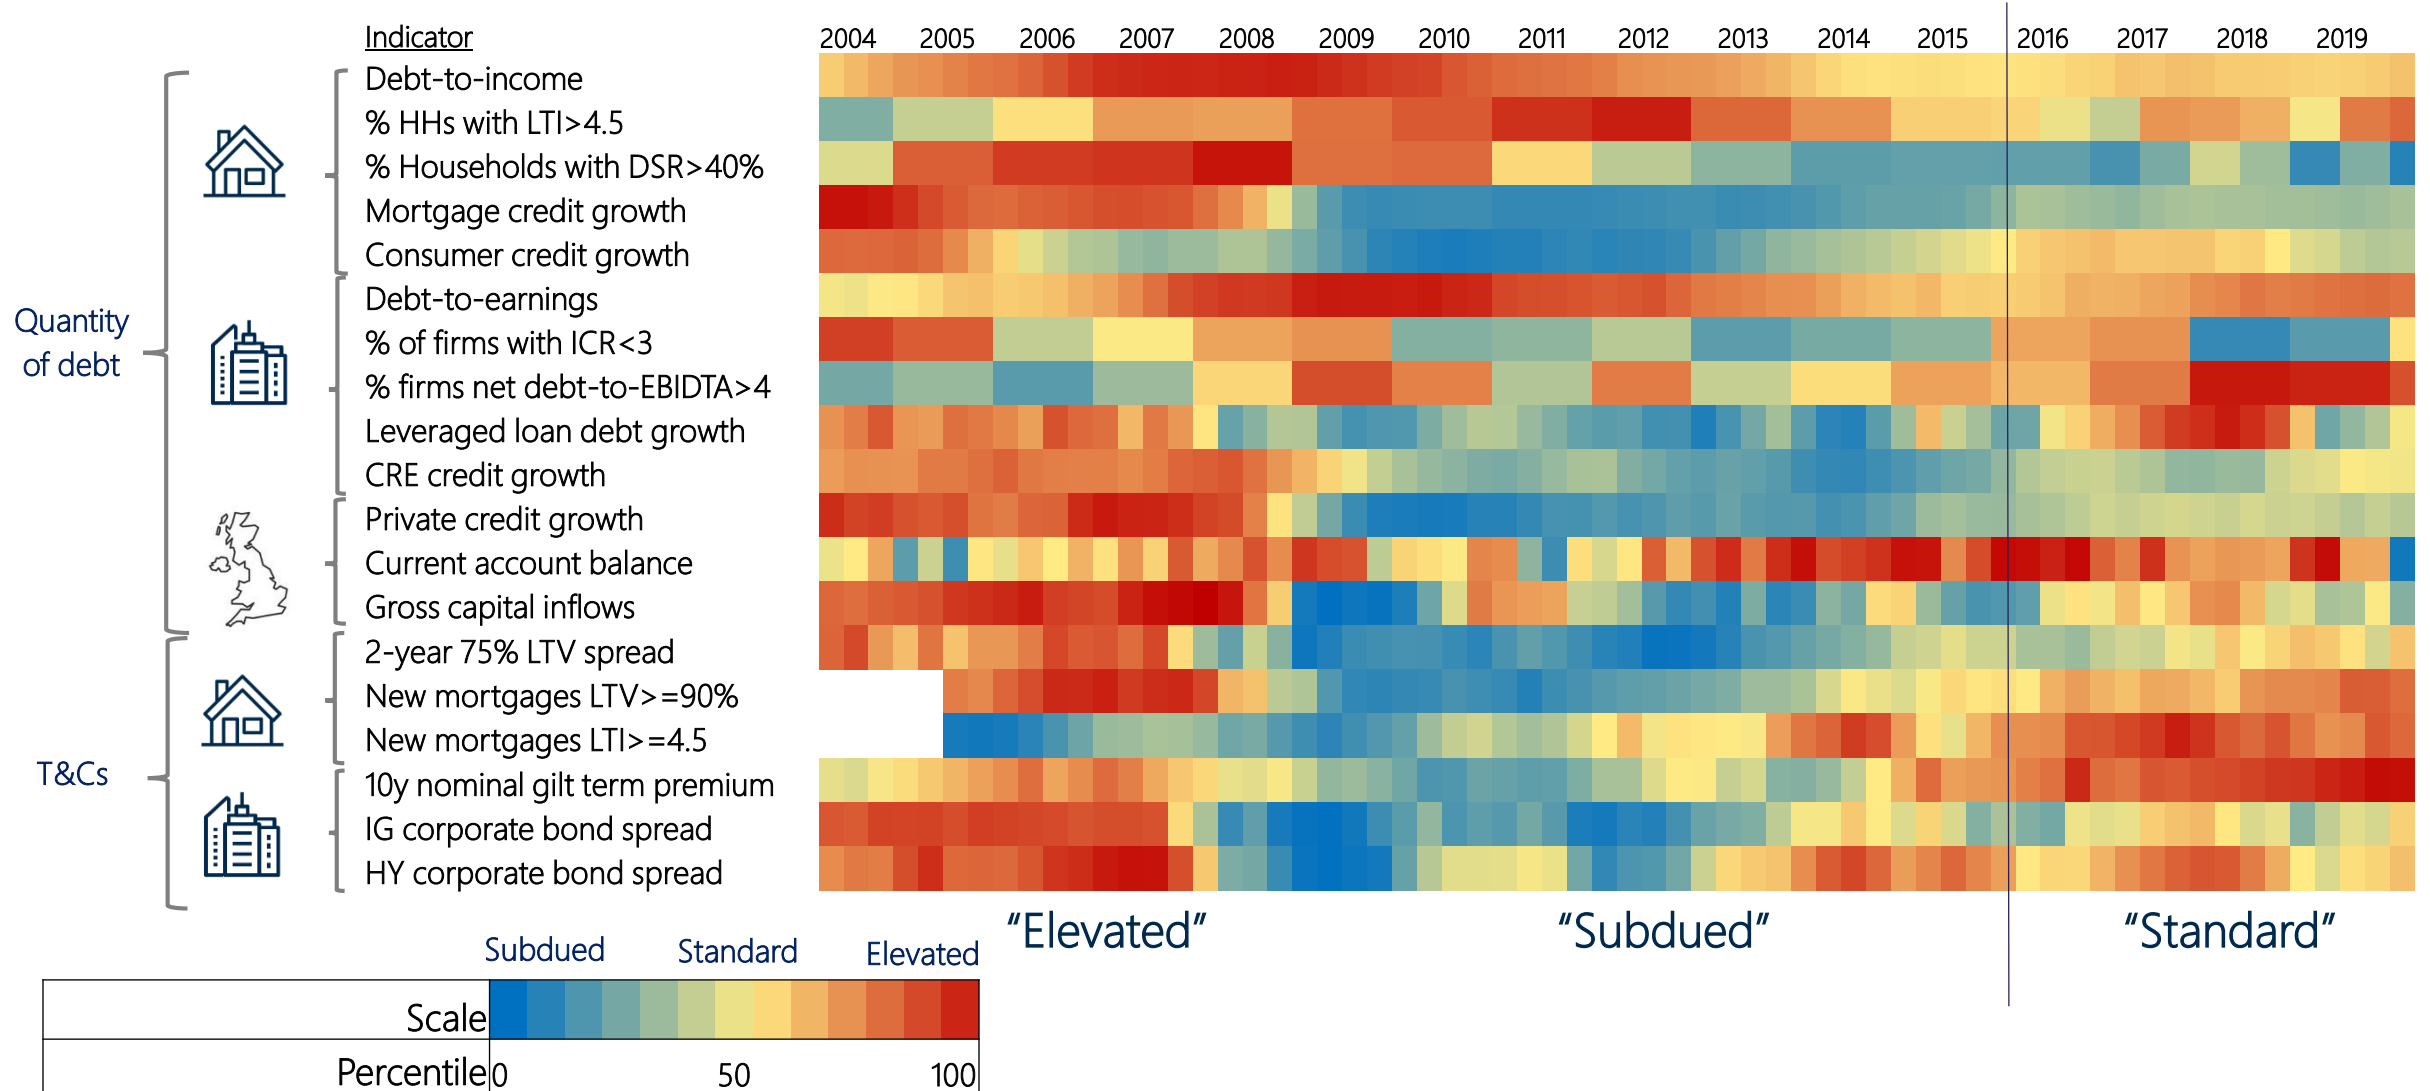 Indicator
2004 2005 2006 2007 2008 2009 2010 2011 2012 2013 2014 2015 2016 2017 2018 2019
Debt-to-income
% HHs with LTI>4.5
% Households with DSR>40%
Mortgage credit growth
Consumer credit growth
Quantity
of debt
Debt-to-earnings
% of firms with ICR<3
% firms net debt-to-EBIDTA>4
Leveraged loan debt growth
CRE credit growth
Private credit growth
Current account balance
Gross capital inflows
T&Cs
2-year 75% LTV spread
New mortgages LTV>=90%
New mortgages LTI>=4.5
10y nominal gilt term premium
IG corporate bond spread
HY corporate bond spread
“Elevated” “Subdued” “Standard”
Subdued Standard Elevated
Scale
Percentile 0 50 100